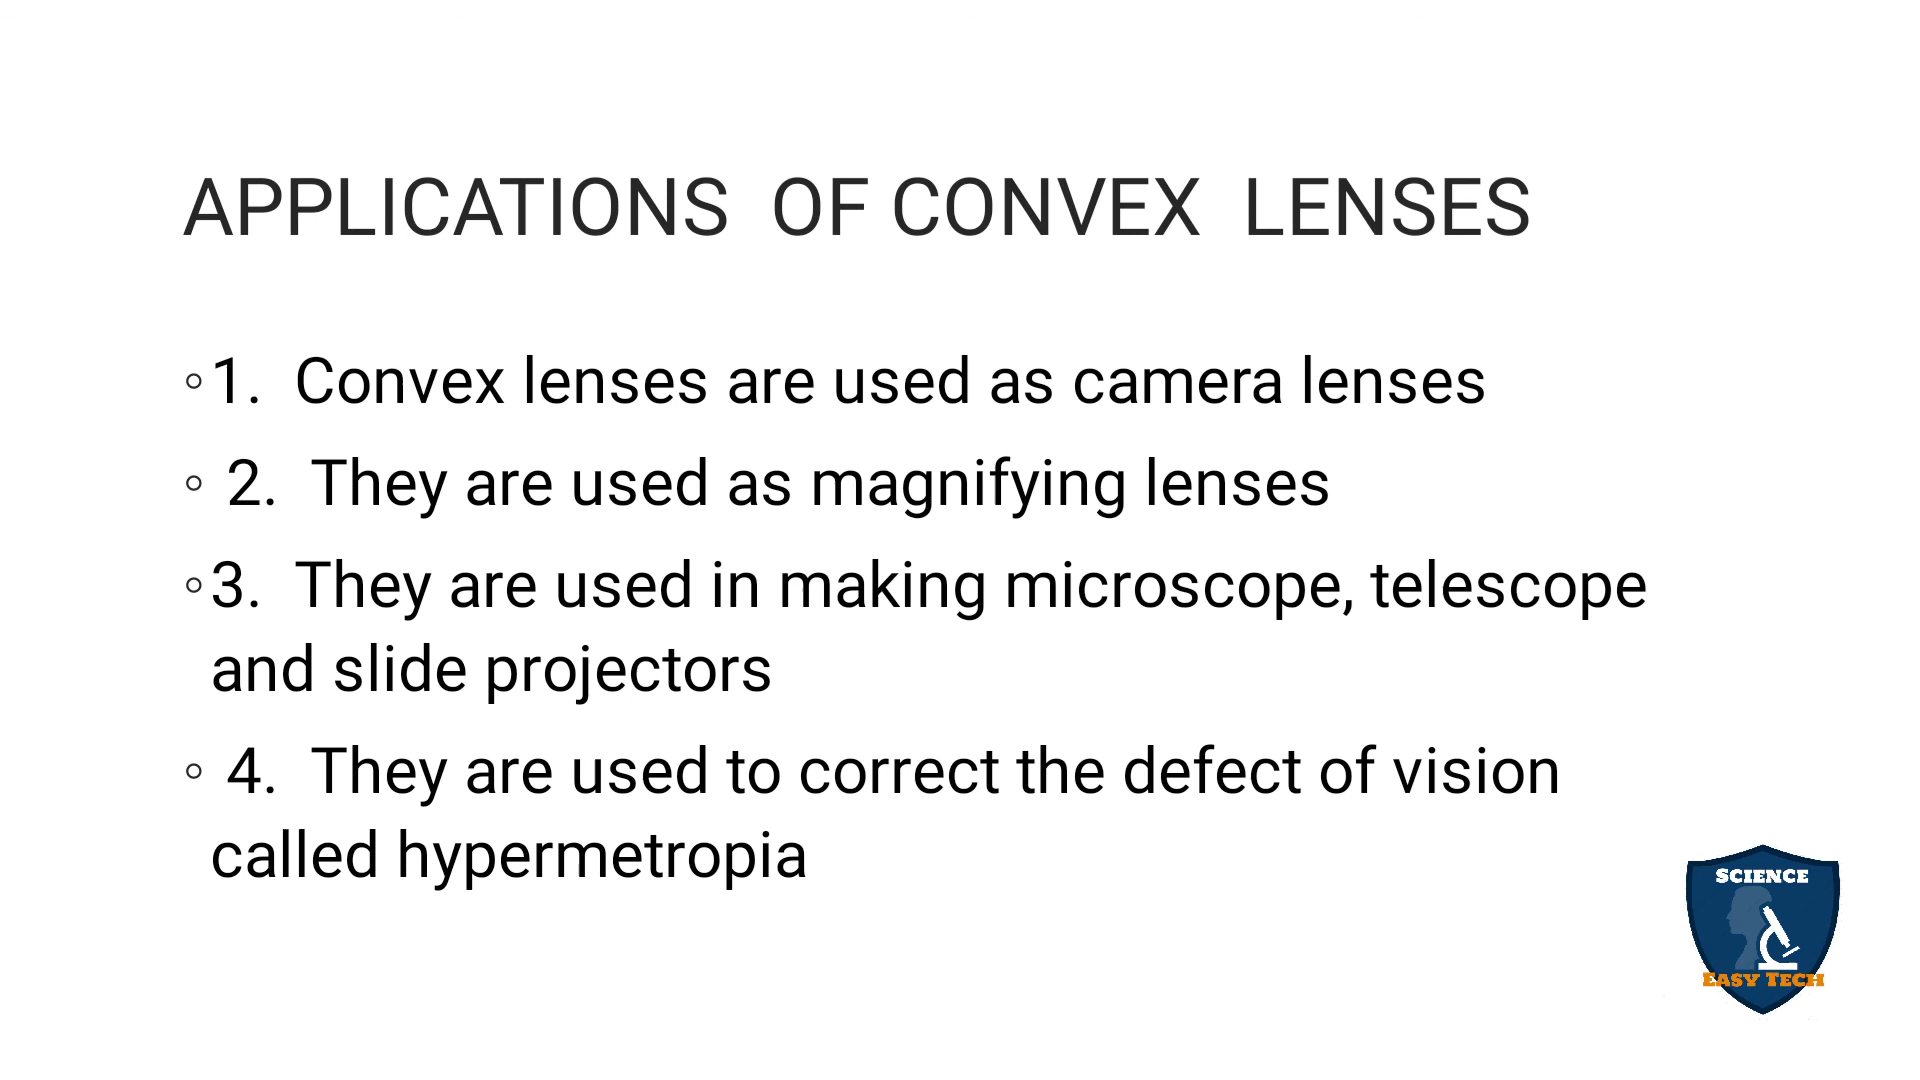 APPLICATIONS OF CONVEX LENSES
◦1. Convex lenses are used as camera lenses
◦ 2. They are used as magnifying lenses
◦3. They are used in making microscope, telescope
and slide projectors
◦ 4. They are used to correct the defect of vision
called hypermetropia
SCIENCE
EASY TECH